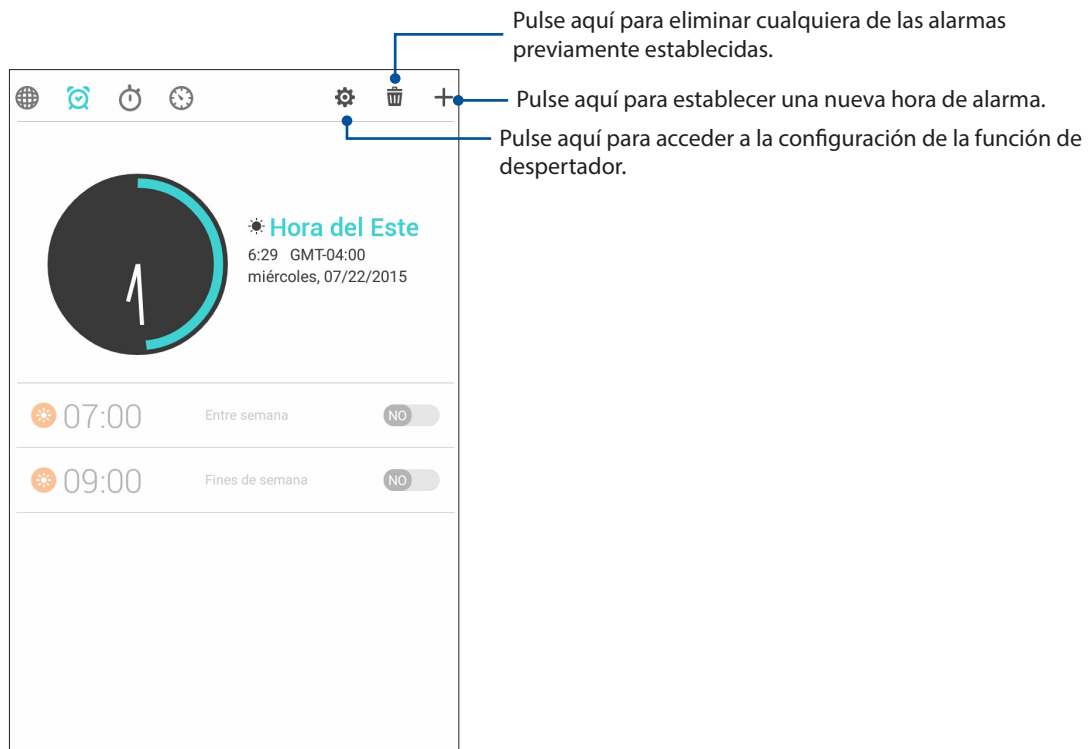 Pulse aquí para eliminar cualquiera de las alarmas
previamente establecidas.
Pulse aquí para establecer una nueva hora de alarma.
Pulse aquí para acceder a la configuración de la función de
despertador.
Hora del Este
6:29 GMT-04:00
miércoles, 07/22/2015
07:00 Entre semana NO
09:00 Fines de semana NO